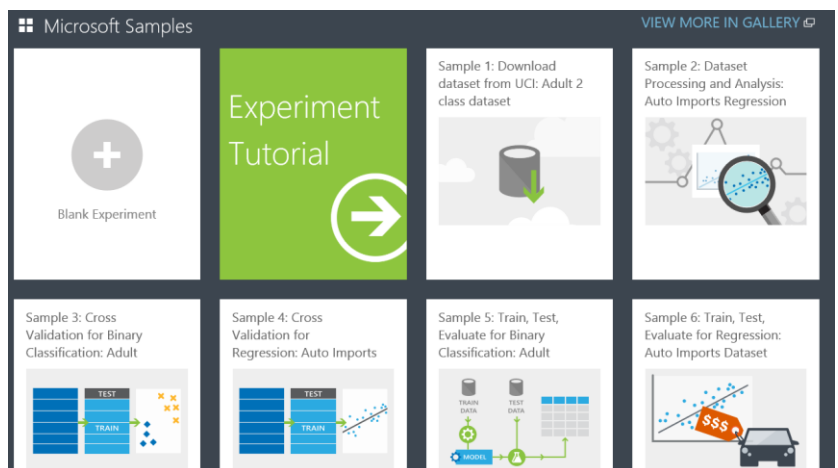 Microsoft Samples
VIEW MORE IN GALLERY
Blank Experiment
Experiment
Tutorial
Sample 1: Download
dataset from UCI: Adult 2
class dataset
Sample 2: Dataset
Processing and Analysis:
Auto Imports Regression
Sample 3: Cross
Validation for Binary
Classification: Adult
TEST
TRAIN
Sample 4: Cross
Validation for
Regression: Auto Imports
TEST
TRAIN
Sample 5: Train, Test,
Evaluate for Binary
Classification: Adult
TRAIN
DATA
TEST
DATA
MODEL
Sample 6: Train, Test,
Evaluate for Regression:
Auto Imports Dataset
$$$